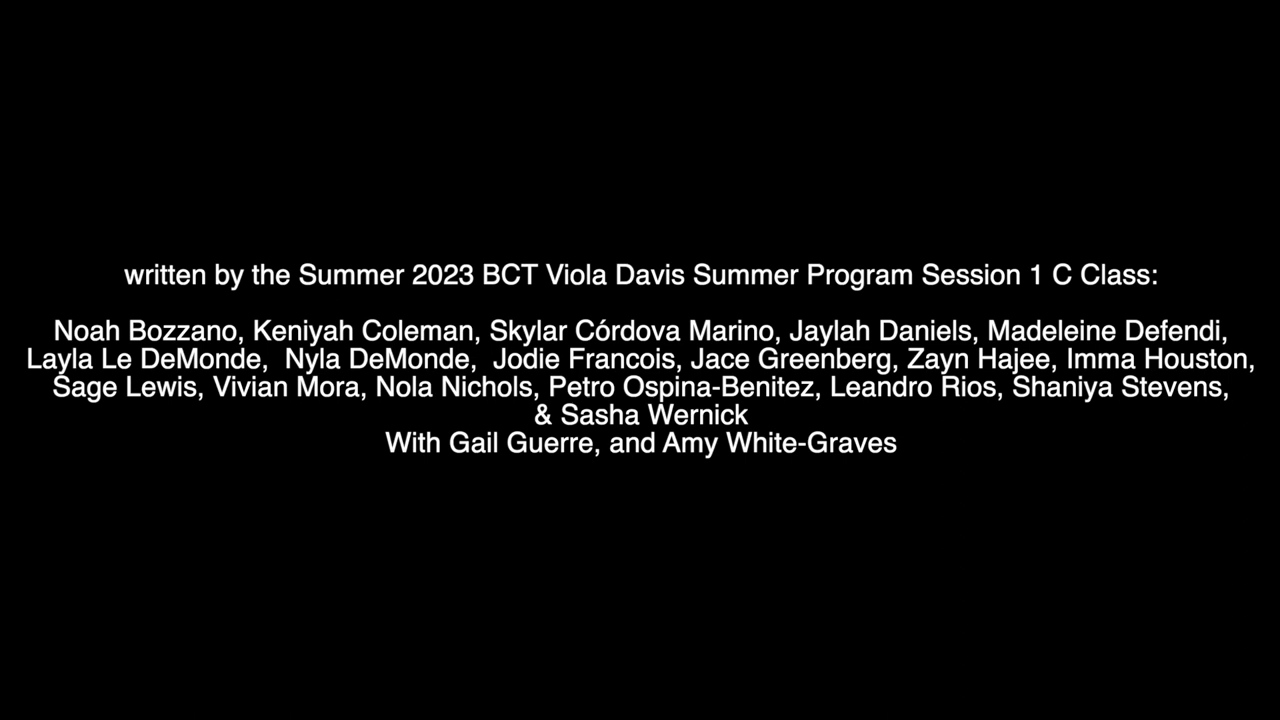 written by the Summer 2023 BCT Viola Davis Summer Program Session 1 C Class:
Noah Bozzano, Keniyah Coleman, Skylar Córdova Marino, Jaylah Daniels, Madeleine Defendi,
Layla Le DeMonde,  Nyla DeMonde,  Jodie Francois, Jace Greenberg, Zayn Hajee, Imma Houston,
Sage Lewis, Vivian Mora, Nola Nichols, Petro Ospina-Benitez, Leandro Rios, Shaniya Stevens,
& Sasha Wernick
With Gail Guerre, and Amy White-Graves